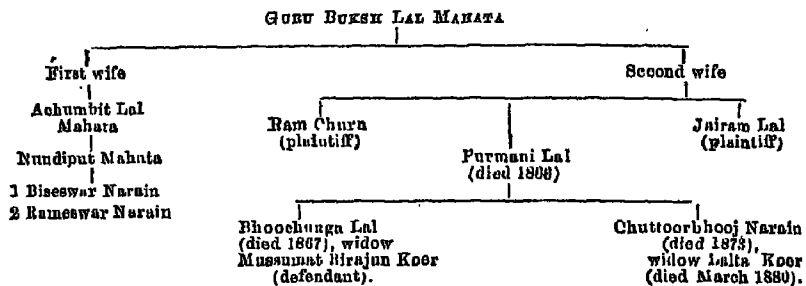 GURU BUKSH LAL MAHATA
First wife
Second wife
Achumbit Lal
Mahata
Ram Churn
(plaintiff)
Jairam Lal
(plaintiff)
Purmani Lal
(died 1866)
Nundiput Mahata
1 Biseswar Narain
2 Rameswar Narain
Bhoochunga Lal
(died 1867), widow
Mussumat Birajun Koer
(defendant).
Chuttoorbhooj Narain
(died 1873),
widow Lalta Koer
(died March 1880).